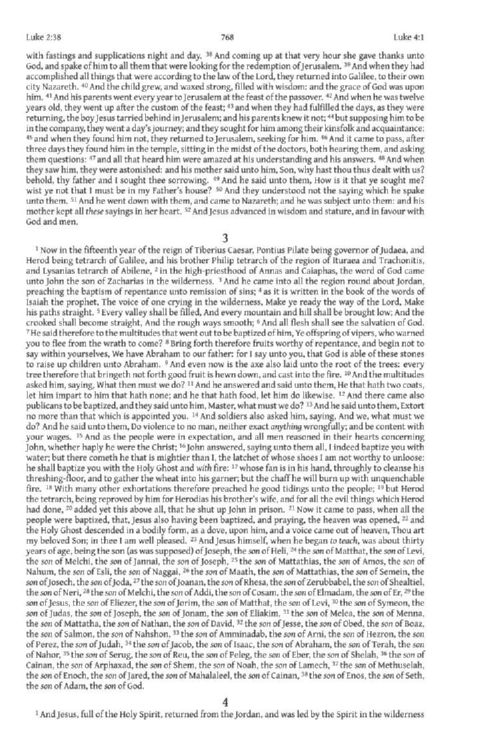 Luke 2:38 768 Luke 4:1
with fastings and supplications night and day. 38 And coming up at that very hour she gave thanks unto
God, and spake of him to all them that were looking for the redemption of Jerusalem. 39 And when they had
accomplished all things that were according to the law of the Lord, they returned into Galilee, to their own
city Nazareth. 40 And the child grew, and waxed strong, filled with wisdom: and the grace of God was upon
him. 41 And his parents went every year to Jerusalem at the feast of the passover. 42 And when he was twelve
years old, they went up after the custom of the feast; 43 and when they had fulfilled the days, as they were
returning, the boy Jesus tarried behind in Jerusalem; and his parents knew it not; 44 but supposing him to be
in the company, they went a day's journey; and they sought for him among their kinsfolk and acquaintance:
45 and when they found him not, they returned to Jerusalem, seeking for him. 46 And it came to pass, after
three days they found him in the temple, sitting in the midst of the doctors, both hearing them, and asking
them questions: 47 and all that heard him were amazed at his understanding and his answers. 48 And when
they saw him, they were astonished: and his mother said unto him, Son, why hast thou thus dealt with us?
behold, thy father and I sought thee sorrowing. 49 And he said unto them, How is it that ye sought me?
wist ye not that I must be in my Father's house? 50 And they understood not the saying which he spake
unto them. 51 And he went down with them, and came to Nazareth; and he was subject unto them: and his
mother kept all these sayings in her heart. 52 And Jesus advanced in wisdom and stature, and in favour with
God and men.
3
1 Now in the fifteenth year of the reign of Tiberius Caesar, Pontius Pilate being governor of Judaea, and
Herod being tetrarch of Galilee, and his brother Philip tetrarch of the region of Ituraea and Trachonitis,
and Lysanias tetrarch of Abilene, 2 in the high-priesthood of Annas and Caiaphas, the word of God came
unto John the son of Zacharias in the wilderness. 3 And he came into all the region round about Jordan,
preaching the baptism of repentance unto remission of sins; 4 as it is written in the book of the words of
Isaiah the prophet, The voice of one crying in the wilderness, Make ye ready the way of the Lord, Make
his paths straight. 5 Every valley shall be filled, And every mountain and hill shall be brought low; And the
crooked shall become straight, And the rough ways smooth; 6 And all flesh shall see the salvation of God.
7 He said therefore to the multitudes that went out to be baptized of him, Ye offspring of vipers, who warned
you to flee from the wrath to come? 8 Bring forth therefore fruits worthy of repentance, and begin not to
say within yourselves, We have Abraham to our father: for I say unto you, that God is able of these stones
to raise up children unto Abraham. 9 And even now is the axe also laid unto the root of the trees: every
tree therefore that bringeth not forth good fruit is hewn down, and cast into the fire. 10 And the multitudes
asked him, saying, What then must we do? 11 And he answered and said unto them, He that hath two coats,
let him impart to him that hath none; and he that hath food, let him do likewise. 12 And there came also
publicans to be baptized, and they said unto him, Master, what must we do? 13 And he said unto them, Extort
no more than that which is appointed you. 14 And soldiers also asked him, saying, And we, what must we
do? And he said unto them, Do violence to no man, neither exact anything wrongfully; and be content with
your wages. 15 And as the people were in expectation, and all men reasoned in their hearts concerning
John, whether haply he were the Christ; 16 John answered, saying unto them all, I indeed baptize you with
water; but there cometh he that is mightier than I, the latchet of whose shoes I am not worthy to unloose:
he shall baptize you with the Holy Ghost and with fire: 17 whose fan is in his hand, throughly to cleanse his
threshing-floor, and to gather the wheat into his garner; but the chaff he will burn up with unquenchable
fire. 18 With many other exhortations therefore preached he good tidings unto the people; 19 but Herod
the tetrarch, being reproved by him for Herodias his brother's wife, and for all the evil things which Herod
had done, 20 added yet this above all, that he shut up John in prison. 21 Now it came to pass, when all the
people were baptized, that, Jesus also having been baptized, and praying, the heaven was opened, 22 and
the Holy Ghost descended in a bodily form, as a dove, upon him, and a voice came out of heaven, Thou art
my beloved Son; in thee I am well pleased. 23 And Jesus himself, when he began to teach, was about thirty
years of age, being the son (as was supposed) of Joseph, the son of Heli, 24 the son of Matthat, the son of Levi,
the son of Melchi, the son of Jannai, the son of Joseph, 25 the son of Mattathias, the son of Amos, the son of
Nahum, the son of Esli, the son of Naggai, 26 the son of Maath, the son of Mattathias, the son of Semein, the
son of Josech, the son of Joda, 27 the son of Joanan, the son of Rhesa, the son of Zerubbabel, the son of Shealtiel,
the son of Neri, 28 the son of Melchi, the son of Addi, the son of Cosam, the son of Elmadam, the son of Er, 29 the
son of Jesus, the son of Eliezer, the son of Jorim, the son of Matthat, the son of Levi, 30 the son of Symeon, the
son of Judas, the son of Joseph, the son of Jonam, the son of Eliakim, 31 the son of Melea, the son of Menna,
the son of Mattatha, the son of Nathan, the son of David, 32 the son of Jesse, the son of Obed, the son of Boaz,
the son of Salmon, the son of Nahshon, 33 the son of Amminadab, the son of Arni, the son of Hezron, the son
of Perez, the son of Judah, 34 the son of Jacob, the son of Isaac, the son of Abraham, the son of Terah, the son
of Nahor, 35 the son of Serug, the son of Reu, the son of Peleg, the son of Eber, the son of Shelah, 36 the son of
Cainan, the son of Arphaxad, the son of Shem, the son of Noah, the son of Lamech, 37 the son of Methuselah,
the son of Enoch, the son of Jared, the son of Mahalaleel, the son of Cainan, 38 the son of Enos, the son of Seth,
the son of Adam, the son of God.
4
1 And Jesus, full of the Holy Spirit, returned from the Jordan, and was led by the Spirit in the wilderness